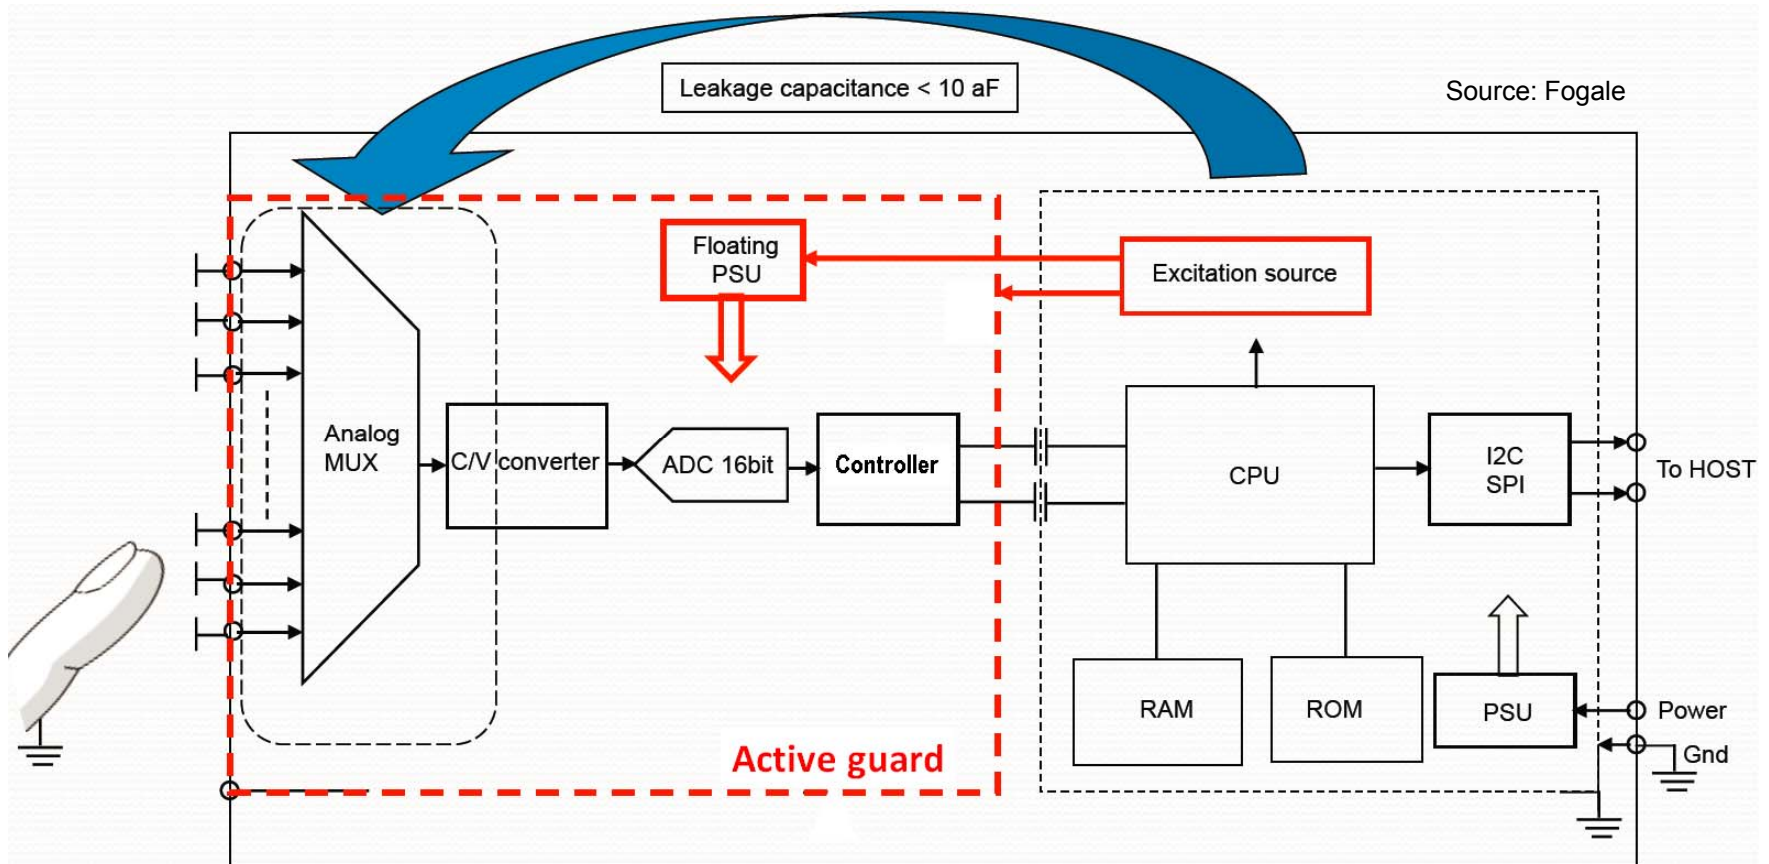 Leakage capacitance < 10 aF
Source: Fogale
Floating
PSU
Excitation source
Analog
MUX
C/V converter
ADC 16bit
Controller
CPU
I2C
SPI
To HOST
RAM
ROM
PSU
Power
Gnd
Active guard